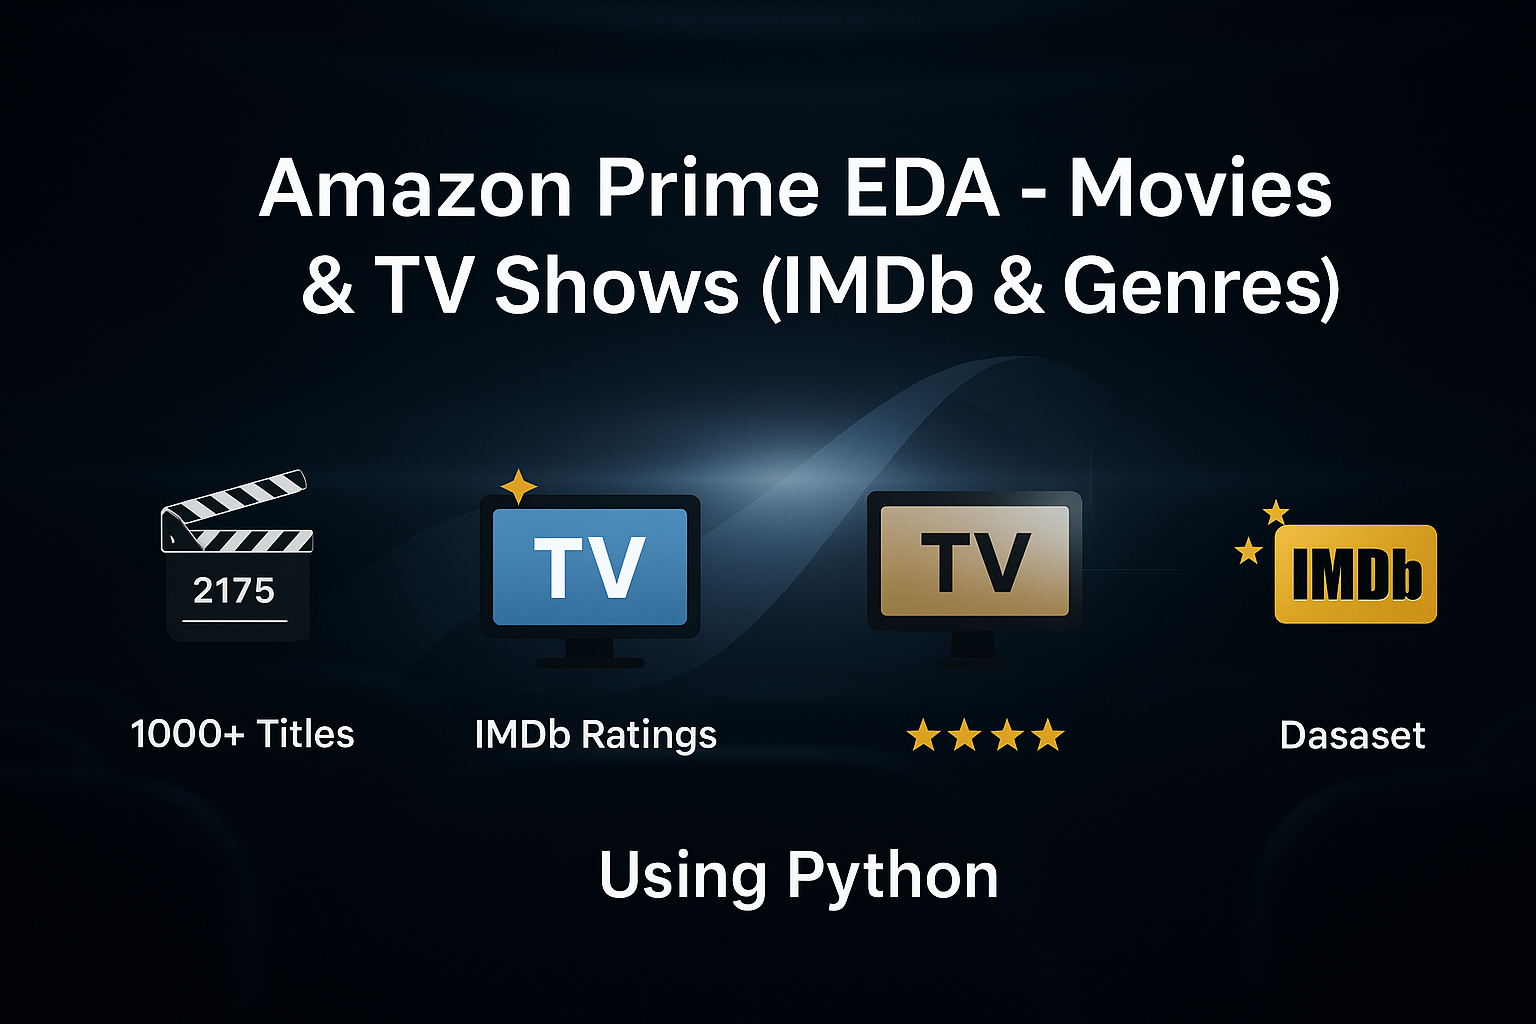 Amazon Prime EDA - Movies
& TV Shows (IMDb & Genres)
2175
TV
TV
IMDb
1000+ Titles
IMDb Ratings
Dasaset
Using Python